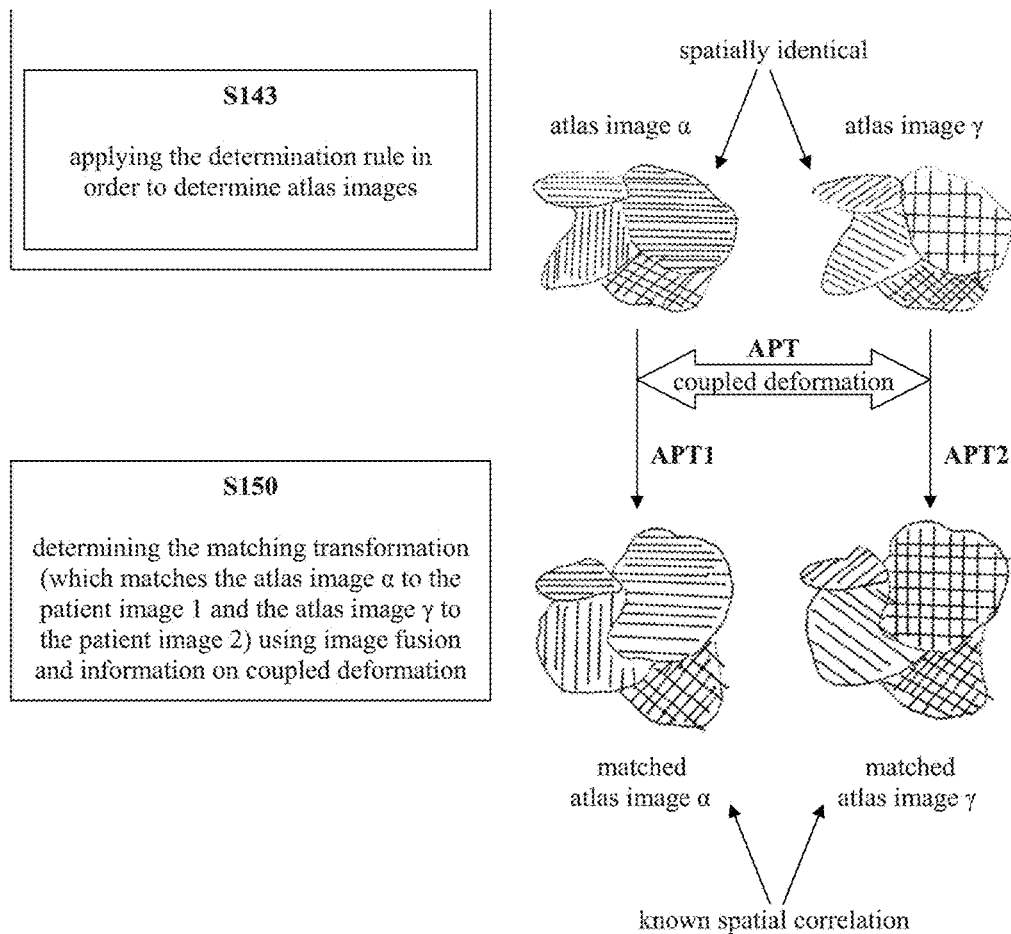 S143
applying the determination rule in
order to determine atlas images
spatially identical
atlas image α
atlas image γ
APT
coupled deformation
APT1
APT2
S150
determining the matching transformation
(which matches the atlas image α to the
patient image 1 and the atlas image γ to
the patient image 2) using image fusion
and information on coupled deformation
matched
atlas image α
matched
atlas image γ
known spatial correlation